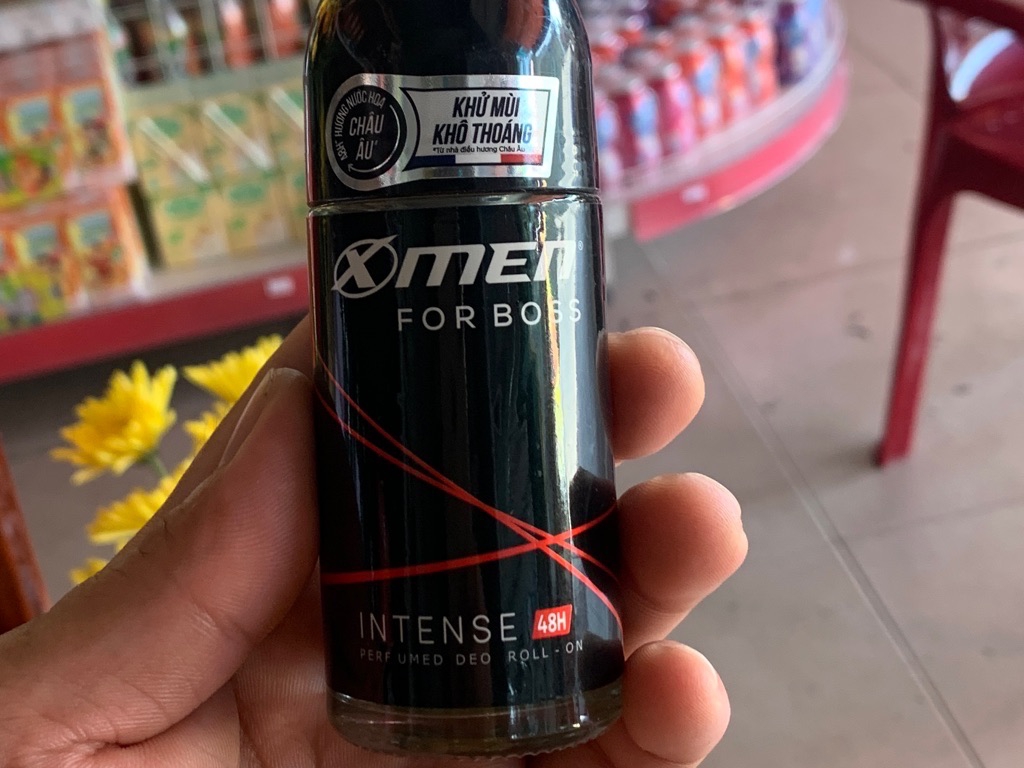 48H HƯƠNG NƯỚC HOA
CHÂU
ÂU*
KHỬ MÙI
KHÔ THOÁNG
*Từ nhà điều hương Châu Âu
XMEN®
FOR BOSS
INTENSE 48H
PERFUMED DEO ROLL-ON